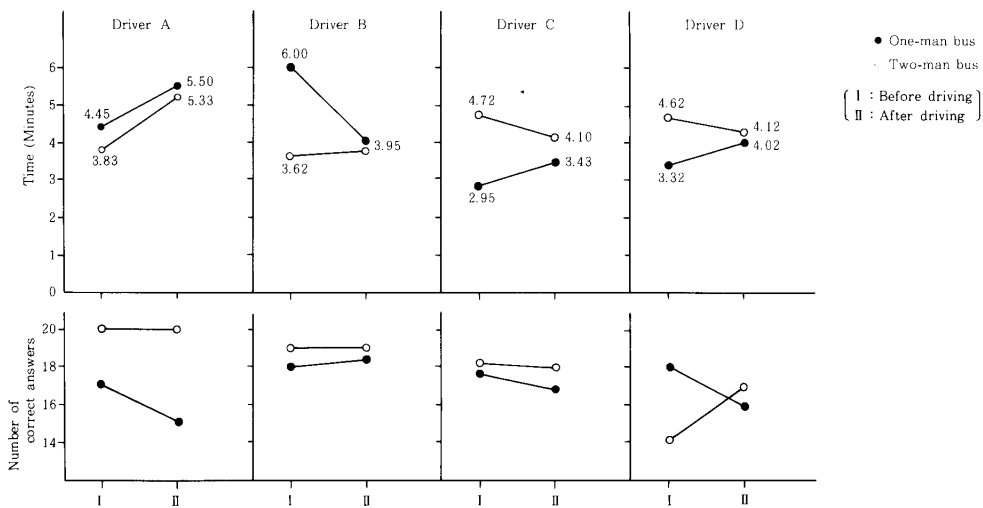 Driver A
Driver B
Driver C
Driver D
One-man bus
Two-man bus
I : Before driving
II : After driving
Time (Minutes)
6
5
4
3
2
1
0
4.45
5.50
3.83
5.33
6.00
3.62
3.95
4.72
4.10
2.95
3.43
4.62
4.12
3.32
4.02
Number of
correct answers
20
18
16
14
I
II
I
II
I
II
I
II